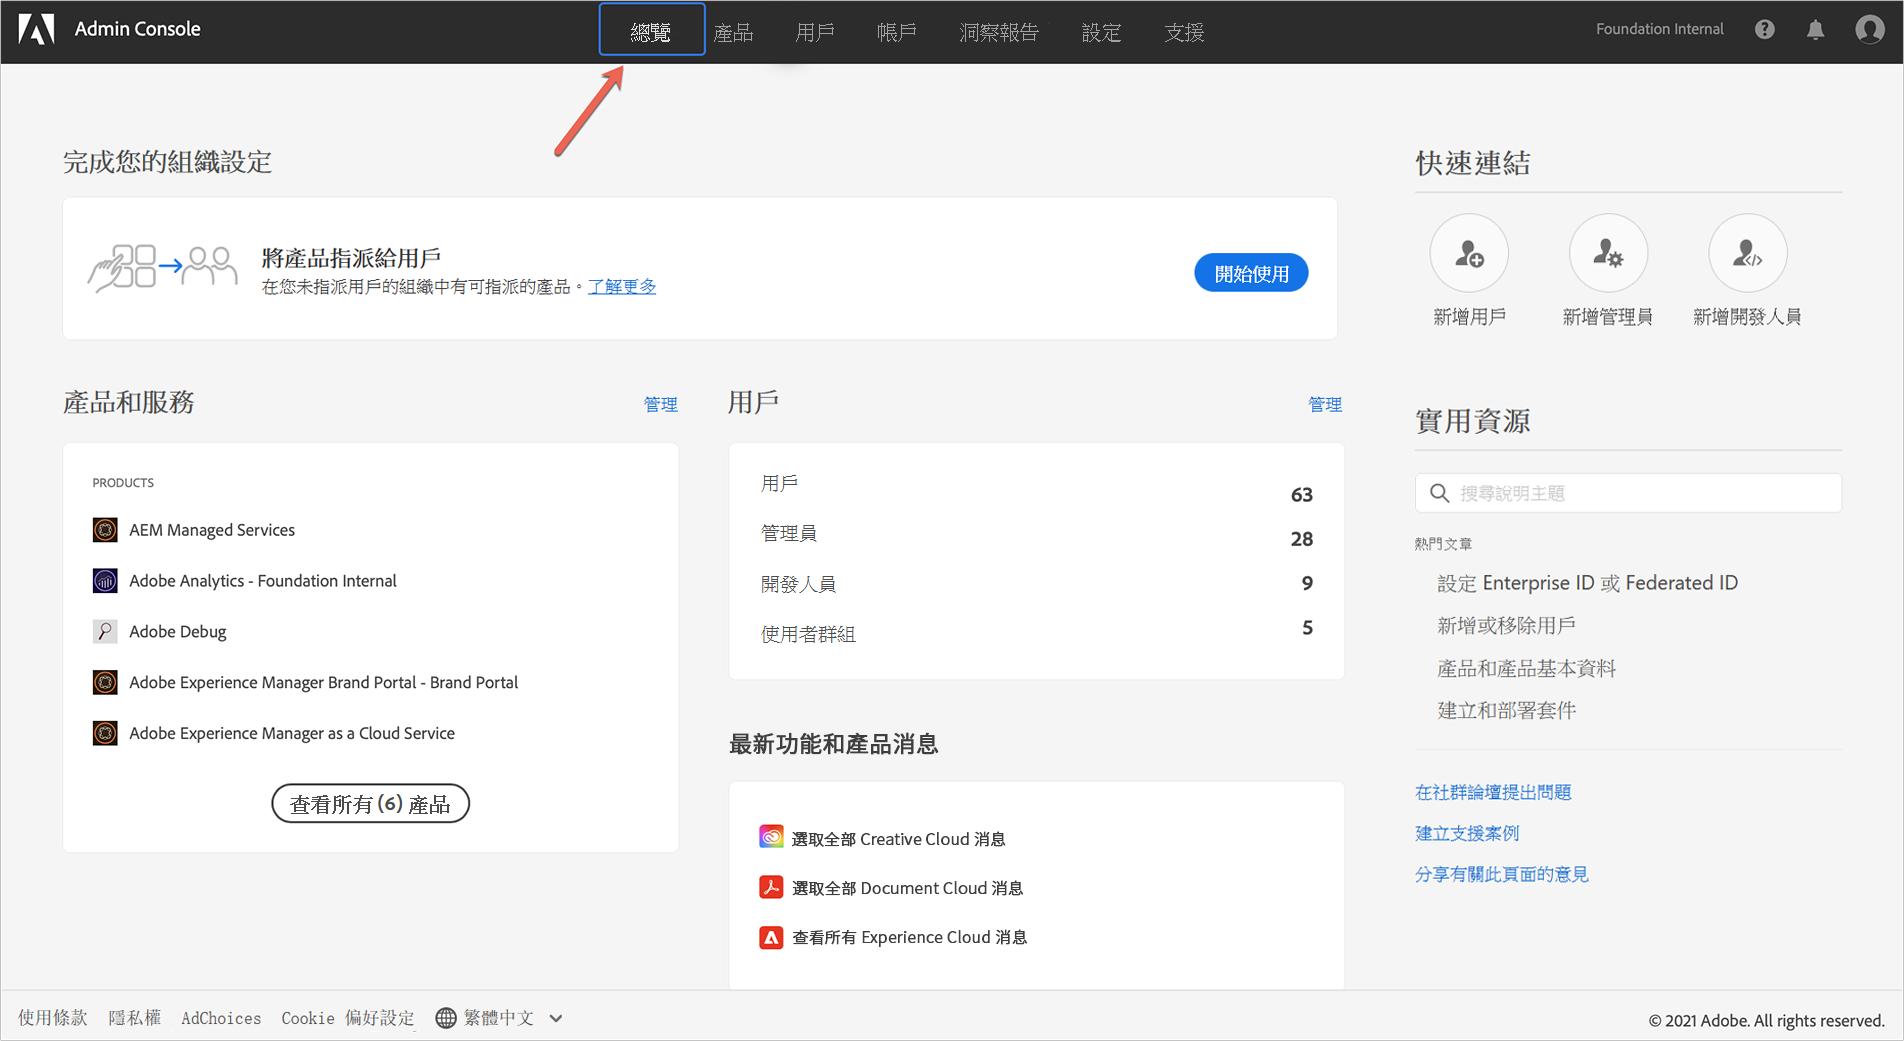 Admin Console
總覽 產品 用戶 帳戶 洞察報告 設定 支援
Foundation Internal
完成您的組織設定
將產品指派給用戶
在您未指派用戶的組織中有可指派的產品。了解更多
開始使用
快速連結
新增用戶 新增管理員 新增開發人員
產品和服務 管理
PRODUCTS
AEM Managed Services
Adobe Analytics - Foundation Internal
Adobe Debug
Adobe Experience Manager Brand Portal - Brand Portal
Adobe Experience Manager as a Cloud Service
查看所有 (6) 產品
用戶 管理
用戶 63
管理員 28
開發人員 9
使用者群組 5
最新功能和產品消息
選取全部 Creative Cloud 消息
選取全部 Document Cloud 消息
查看所有 Experience Cloud 消息
實用資源
搜尋說明主題
熱門文章
設定 Enterprise ID 或 Federated ID
新增或移除用戶
產品和產品基本資料
建立和部署套件
在社群論壇提出問題
建立支援案例
分享有關此頁面的意見
使用條款 隱私權 AdChoices Cookie 偏好設定 繁體中文
© 2021 Adobe. All rights reserved.